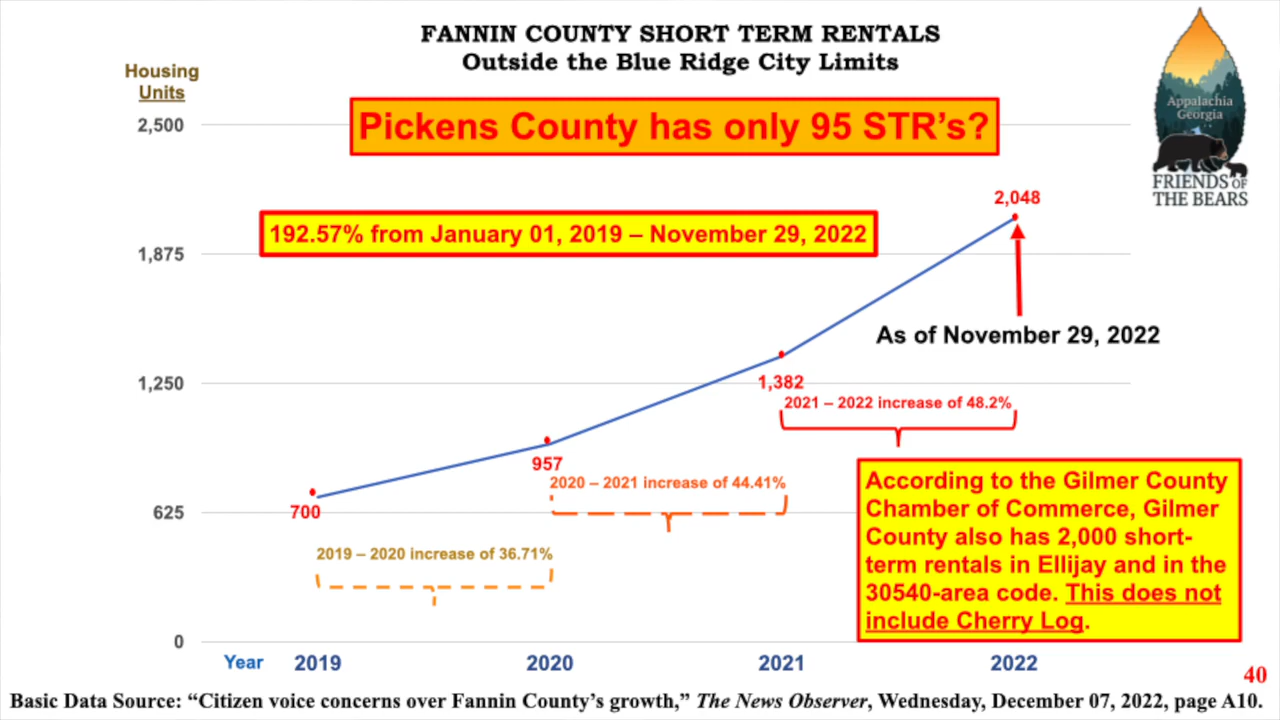 FANNIN COUNTY SHORT TERM RENTALS
Outside the Blue Ridge City Limits
Housing
Units
2,500
Pickens County has only 95 STR's?
Appalachia
Georgia
FRIENDS OF
THE BEARS
2,048
192.57% from January 01, 2019 – November 29, 2022
1,875
As of November 29, 2022
1,250
1,382
2021 – 2022 increase of 48.2%
957
2020 – 2021 increase of 44.41%
625
700
According to the Gilmer County
Chamber of Commerce, Gilmer
County also has 2,000 short-
term rentals in Ellijay and in the
30540-area code. This does not
include Cherry Log.
2019 – 2020 increase of 36.71%
0
Year 2019 2020 2021 2022
40
Basic Data Source: “Citizen voice concerns over Fannin County’s growth,” The News Observer, Wednesday, December 07, 2022, page A10.